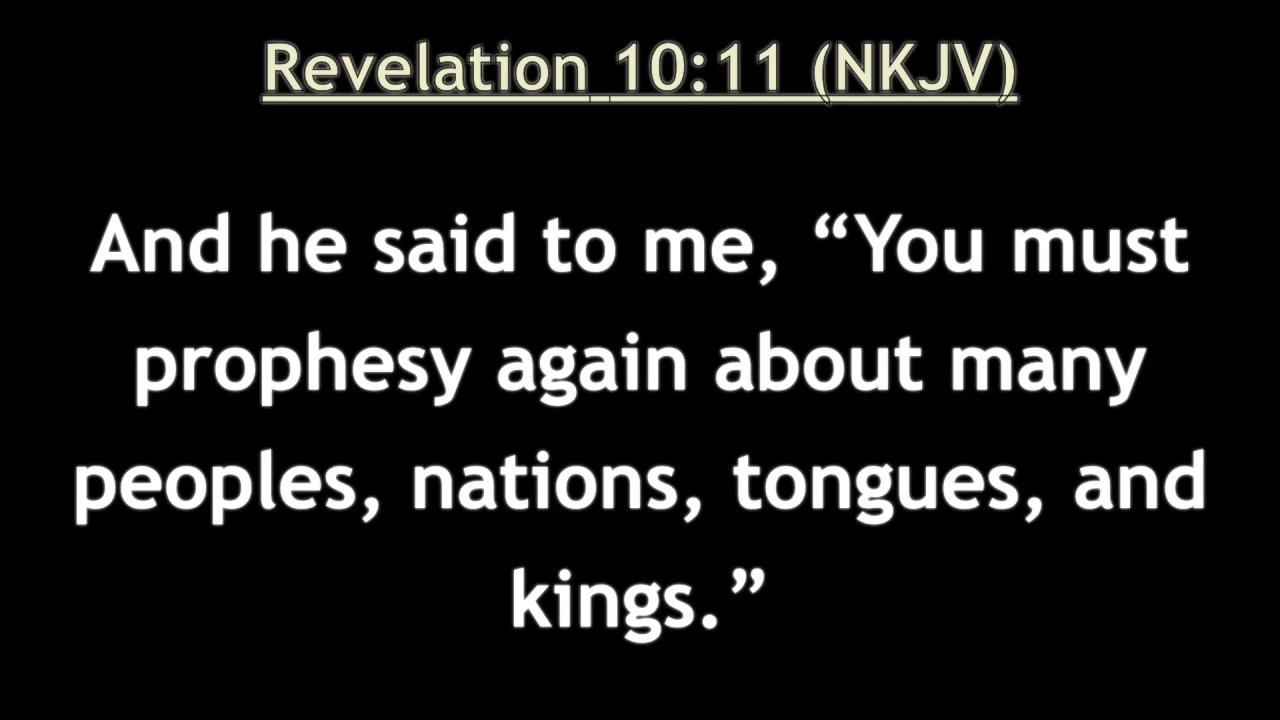 Revelation 10:11 (NKJV)
And he said to me, “You must
prophesy again about many
peoples, nations, tongues, and
kings.”